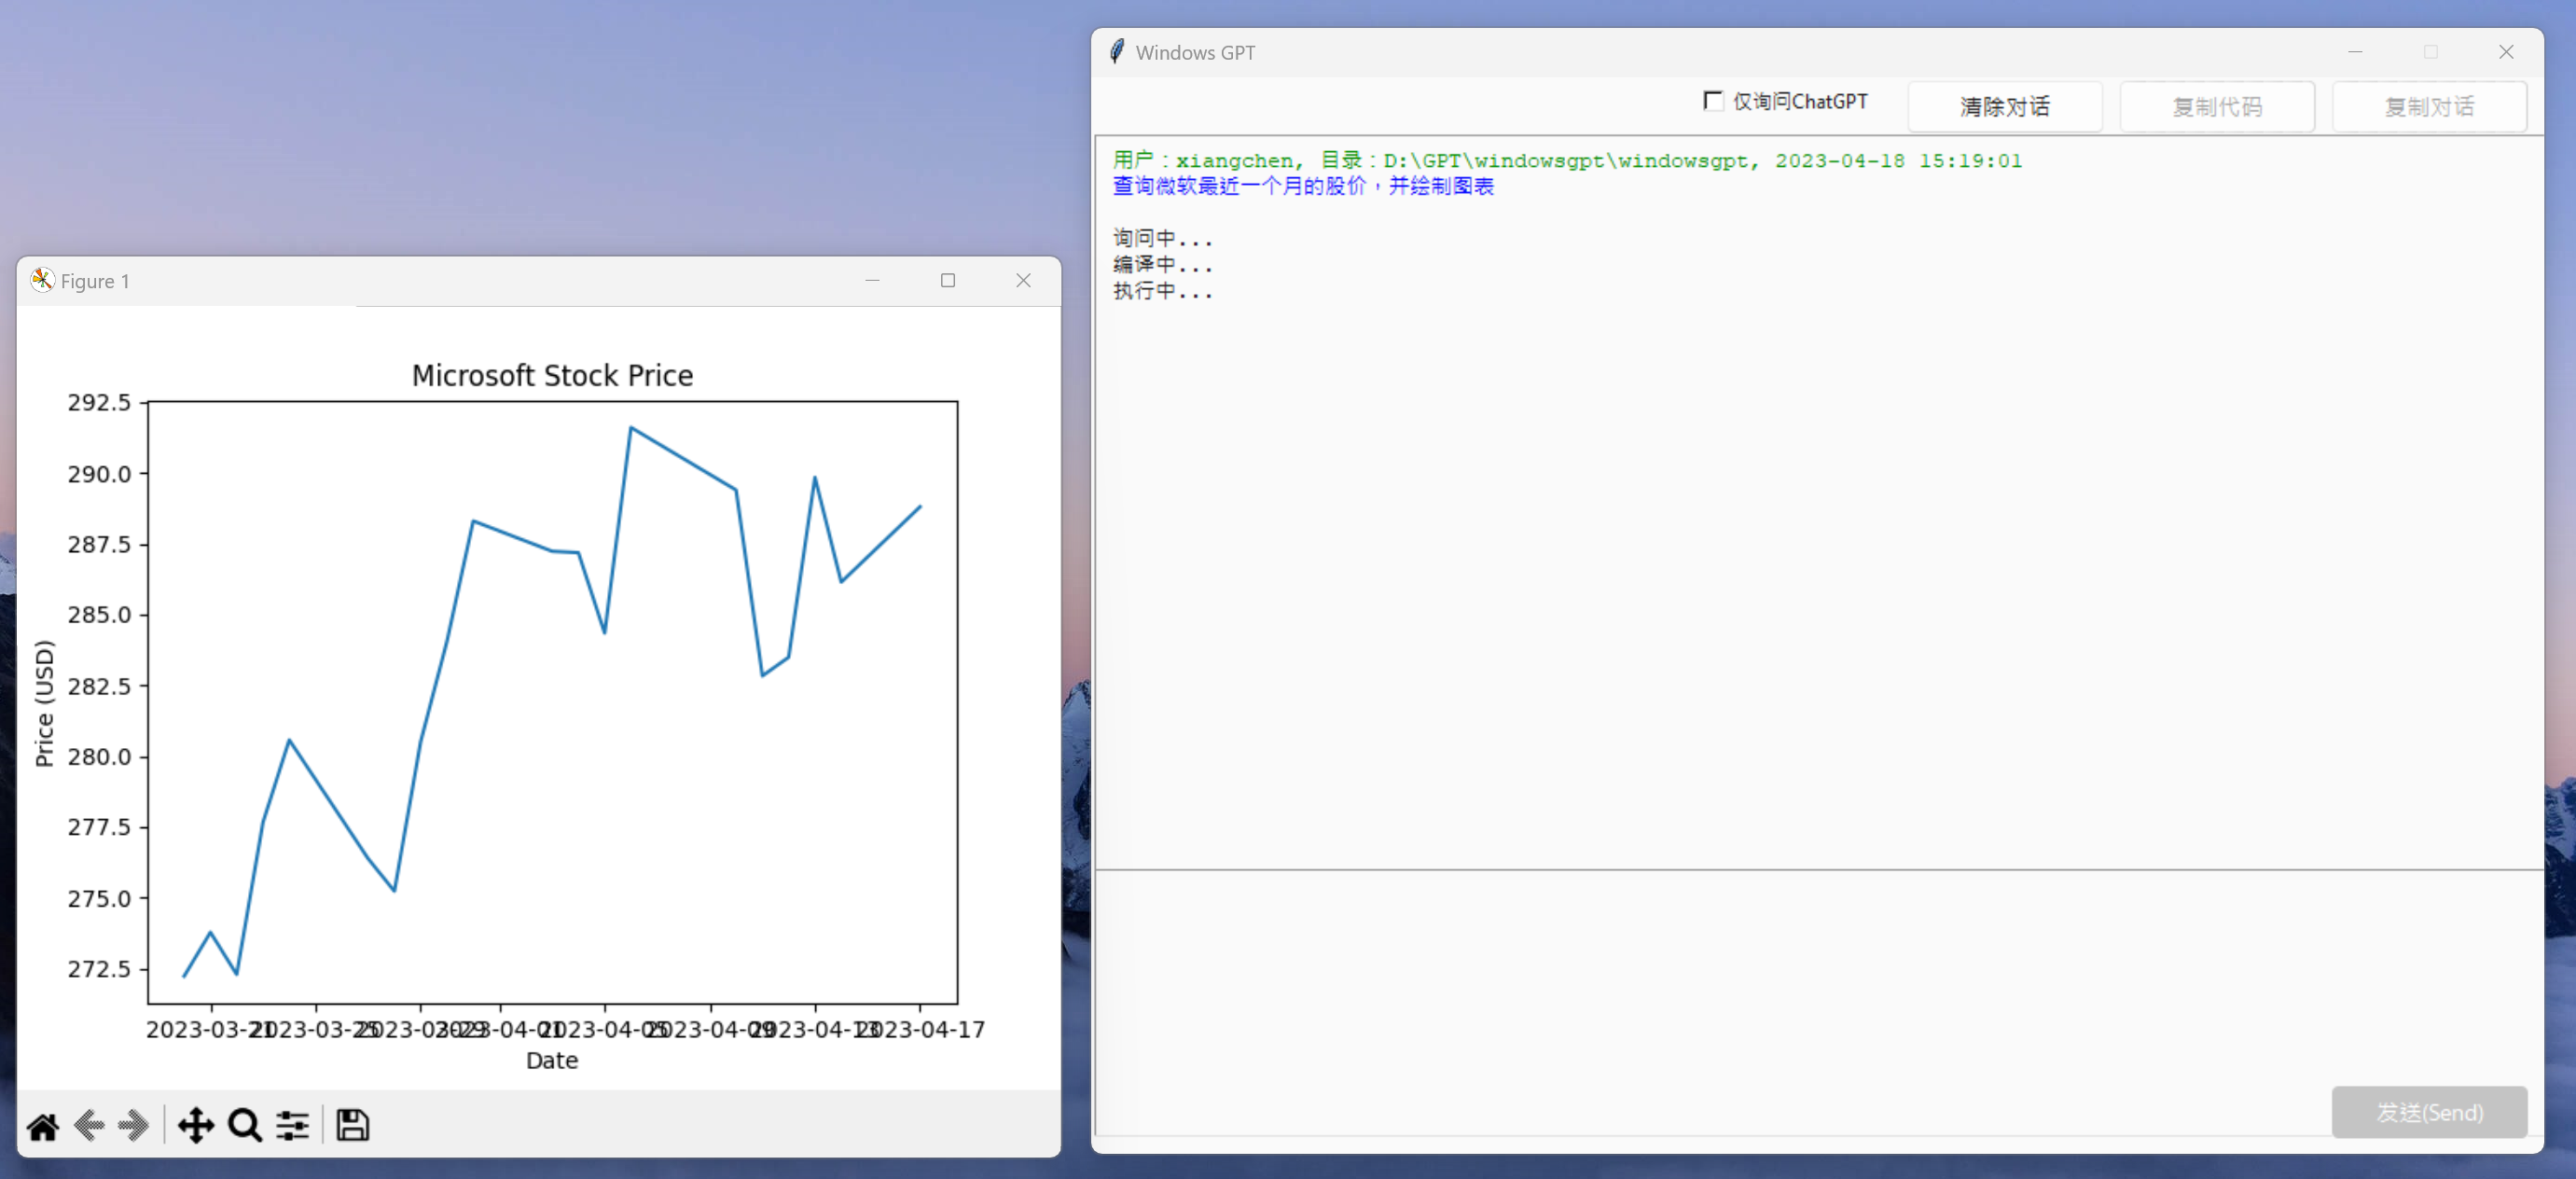 Figure 1
Microsoft Stock Price
292.5
290.0
287.5
285.0
282.5
280.0
277.5
275.0
272.5
Price (USD)
2023-03-21 2023-03-25 2023-03-29 2023-04-01 2023-04-05 2023-04-09 2023-04-13 2023-04-17
Date
Windows GPT
仅询问ChatGPT 清除对话 复制代码 复制对话
用户：xiangchen, 目录：D:\GPT\windowsgpt\windowsgpt, 2023-04-18 15:19:01
查询微软最近一个月的股价，并绘制图表
询问中...
编译中...
执行中...
发送(Send)